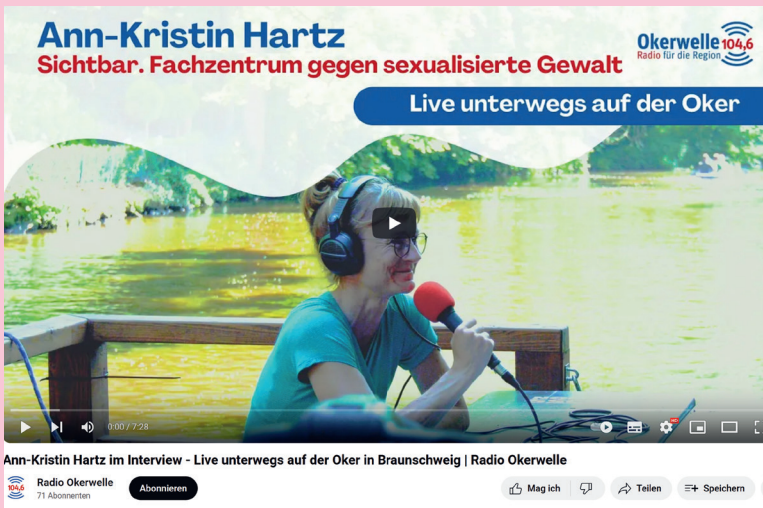 Ann-Kristin Hartz
Sichtbar. Fachzentrum gegen sexualisierte Gewalt
Okerwelle 104,6
Radio für die Region
Live unterwegs auf der Oker
0:00 / 7:28
HD
Ann-Kristin Hartz im Interview - Live unterwegs auf der Oker in Braunschweig | Radio Okerwelle
104,6
Radio Okerwelle
71 Abonnenten
Abonnieren
Mag ich
Teilen
Speichern